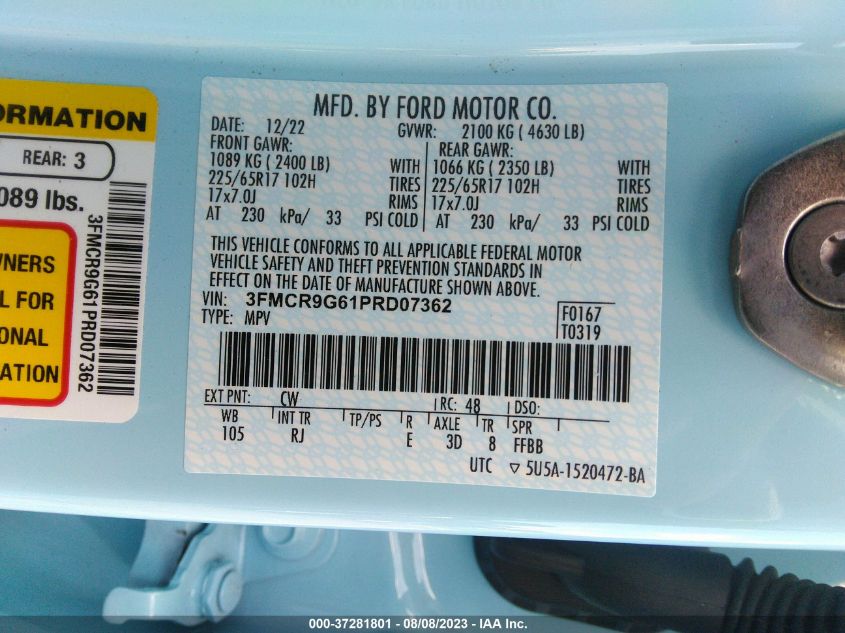 ORMATION
REAR: 3
089 lbs.
WNERS
L FOR
IONAL
ATION
3FMCR9G61PRD07362
MFD. BY FORD MOTOR CO.
DATE: 12/22 GVWR: 2100 KG ( 4630 LB)
FRONT GAWR: REAR GAWR:
1089 KG ( 2400 LB) WITH 1066 KG ( 2350 LB) WITH
225/65R17 102H TIRES 225/65R17 102H TIRES
17x7.0J RIMS 17x7.0J RIMS
AT 230 kPa/ 33 PSI COLD AT 230 kPa/ 33 PSI COLD
THIS VEHICLE CONFORMS TO ALL APPLICABLE FEDERAL MOTOR
VEHICLE SAFETY AND THEFT PREVENTION STANDARDS IN
EFFECT ON THE DATE OF MANUFACTURE SHOWN ABOVE.
VIN: 3FMCR9G61PRD07362 F0167
TYPE: MPV T0319
EXT PNT: CW RC: 48 DSO:
WB INT TR TP/PS R AXLE TR SPR
105 RJ E 3D 8 FFBB
UTC ▽ 5U5A-1520472-BA
000-37281801 - 08/08/2023 - IAA Inc.